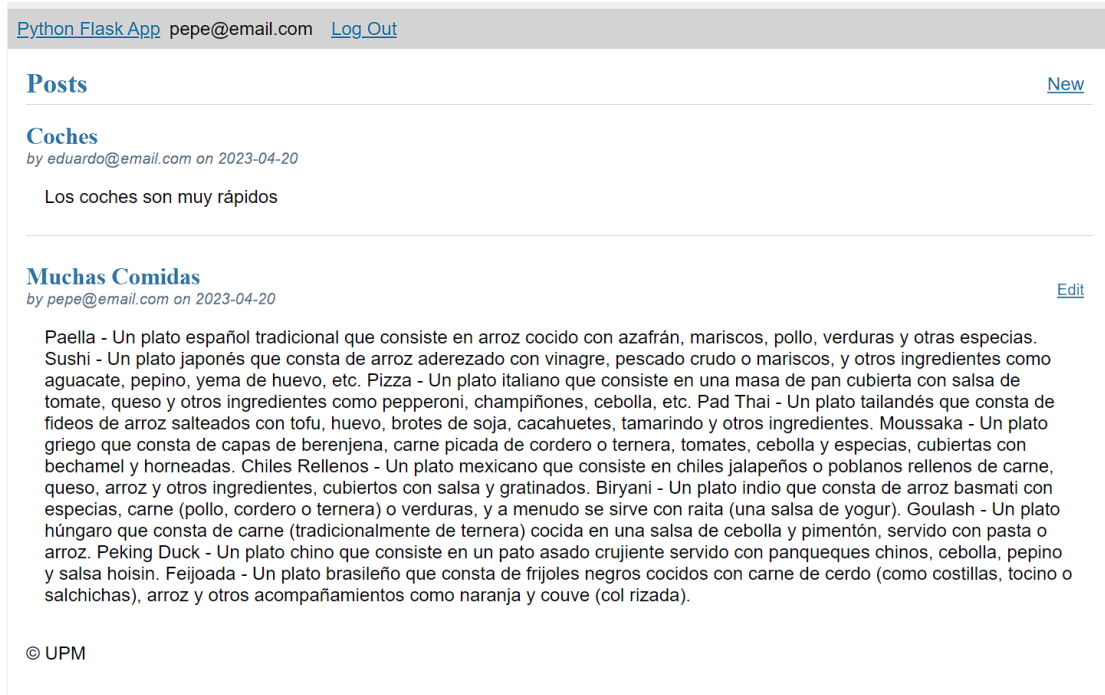 Python Flask App pepe@email.com Log Out
Posts New
Coches
by eduardo@email.com on 2023-04-20
Los coches son muy rápidos
Muchas Comidas
by pepe@email.com on 2023-04-20 Edit
Paella - Un plato español tradicional que consiste en arroz cocido con azafrán, mariscos, pollo, verduras y otras especias.
Sushi - Un plato japonés que consta de arroz aderezado con vinagre, pescado crudo o mariscos, y otros ingredientes como
aguacate, pepino, yema de huevo, etc. Pizza - Un plato italiano que consiste en una masa de pan cubierta con salsa de
tomate, queso y otros ingredientes como pepperoni, champiñones, cebolla, etc. Pad Thai - Un plato tailandés que consta de
fideos de arroz salteados con tofu, huevo, brotes de soja, cacahuetes, tamarindo y otros ingredientes. Moussaka - Un plato
griego que consta de capas de berenjena, carne picada de cordero o ternera, tomates, cebolla y especias, cubiertas con
bechamel y horneadas. Chiles Rellenos - Un plato mexicano que consiste en chiles jalapeños o poblanos rellenos de carne,
queso, arroz y otros ingredientes, cubiertos con salsa y gratinados. Biryani - Un plato indio que consta de arroz basmati con
especias, carne (pollo, cordero o ternera) o verduras, y a menudo se sirve con raita (una salsa de yogur). Goulash - Un plato
húngaro que consta de carne (tradicionalmente de ternera) cocida en una salsa de cebolla y pimentón, servido con pasta o
arroz. Peking Duck - Un plato chino que consiste en un pato asado crujiente servido con panqueques chinos, cebolla, pepino
y salsa hoisin. Feijoada - Un plato brasileño que consta de frijoles negros cocidos con carne de cerdo (como costillas, tocino o
salchichas), arroz y otros acompañamientos como naranja y couve (col rizada).
© UPM